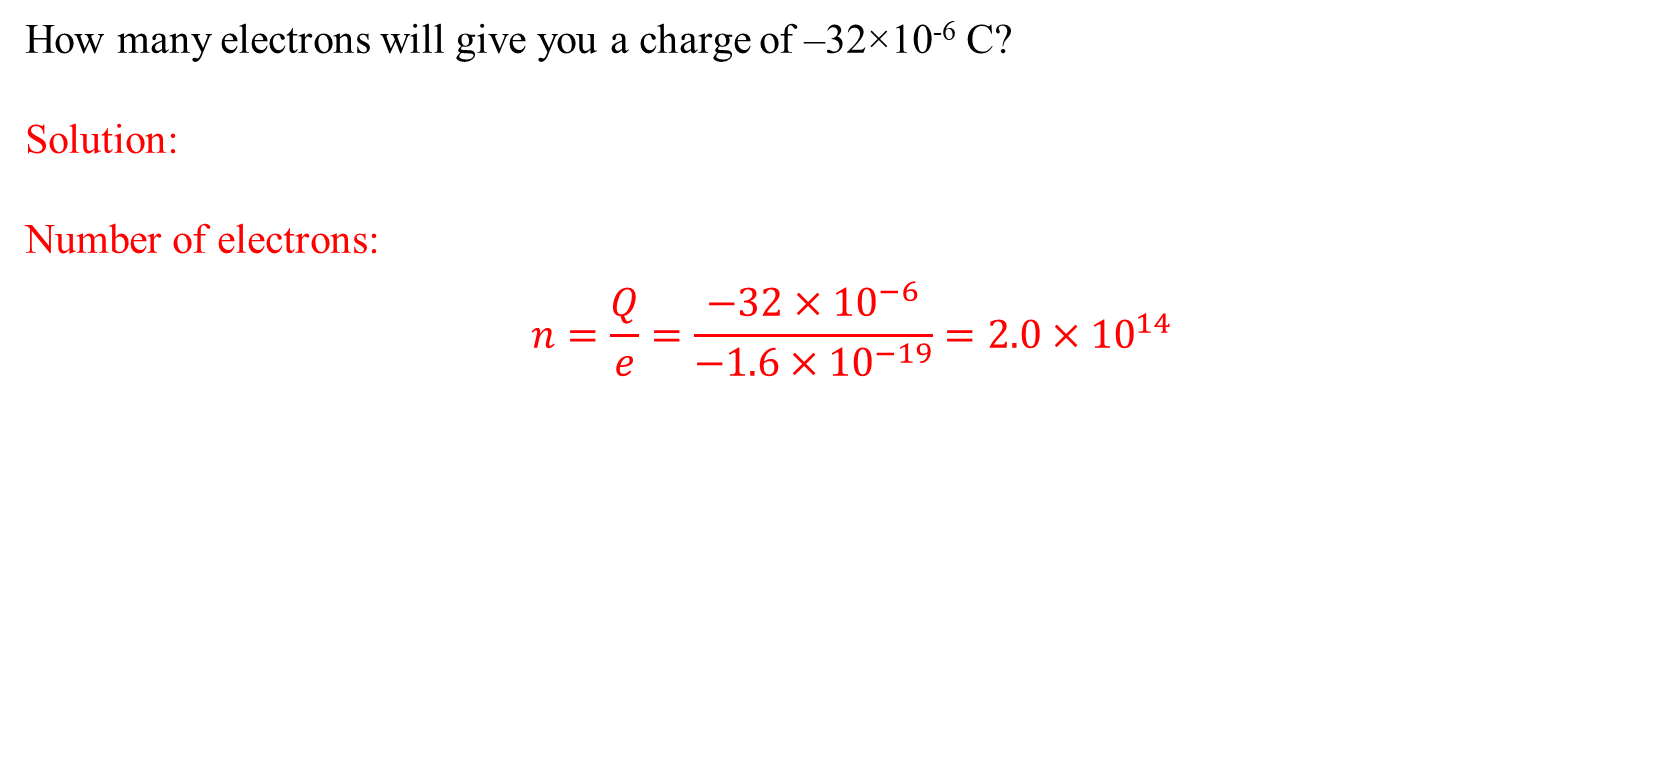 How many electrons will give you a charge of –32×10⁻⁶ C?
Solution:
Number of electrons:
n = Q/e = (−32 × 10⁻⁶)/(−1.6 × 10⁻¹⁹) = 2.0 × 10¹⁴